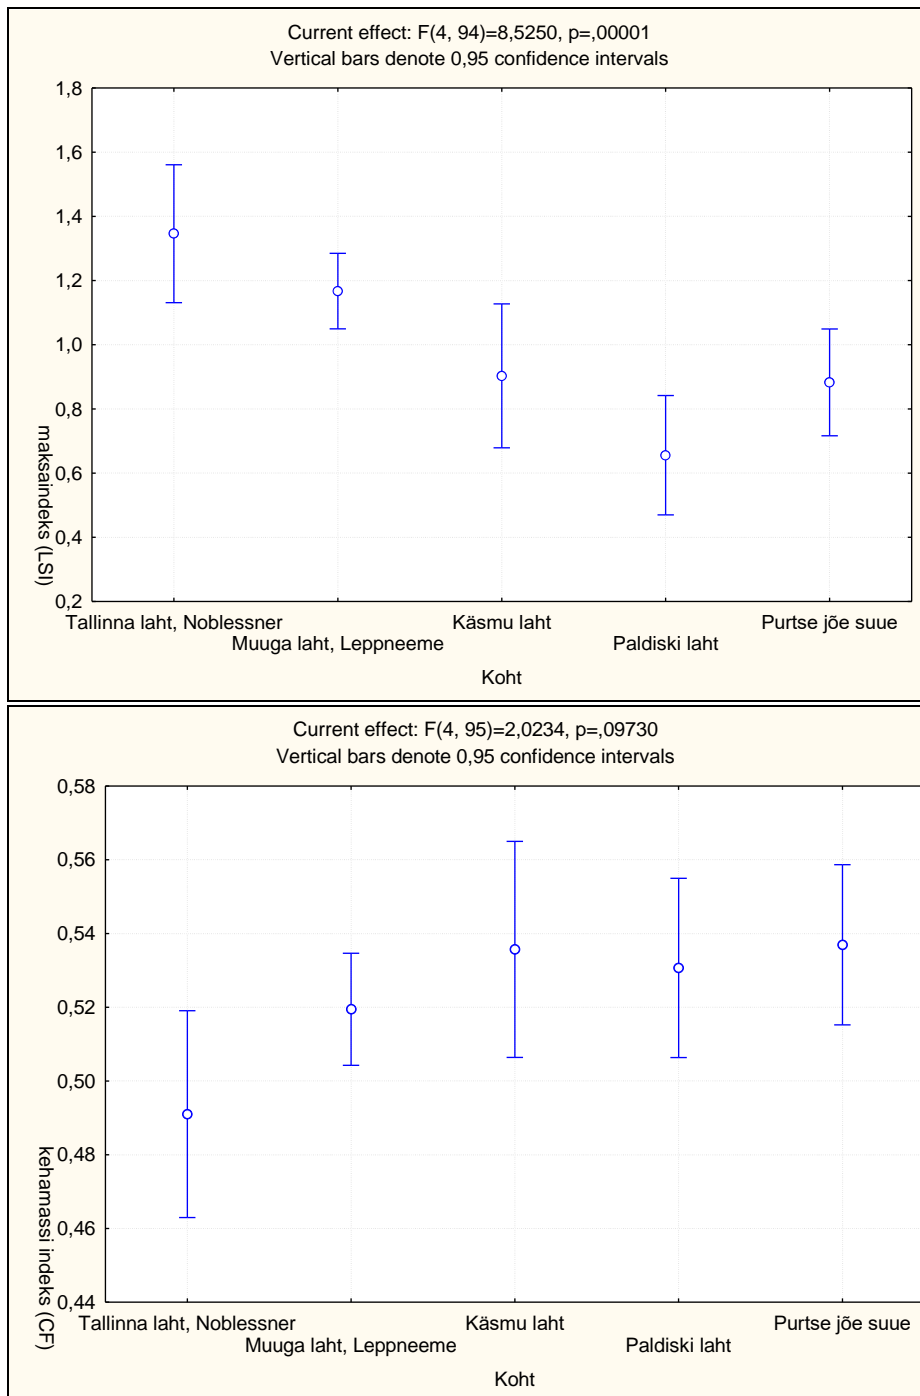 Current effect: F(4, 94)=8,5250, p=,00001
Vertical bars denote 0,95 confidence intervals
1,8
1,6
1,4
1,2
1,0
0,8
0,6
0,4
0,2
maksaindeks (LSI)
Tallinna laht, Noblessner
Muuga laht, Leppneeme
Käsmu laht
Paldiski laht
Purtse jõe suue
Koht
Current effect: F(4, 95)=2,0234, p=,09730
Vertical bars denote 0,95 confidence intervals
0,58
0,56
0,54
0,52
0,50
0,48
0,46
0,44
kehamassi indeks (CF)
Tallinna laht, Noblessner
Muuga laht, Leppneeme
Käsmu laht
Paldiski laht
Purtse jõe suue
Koht